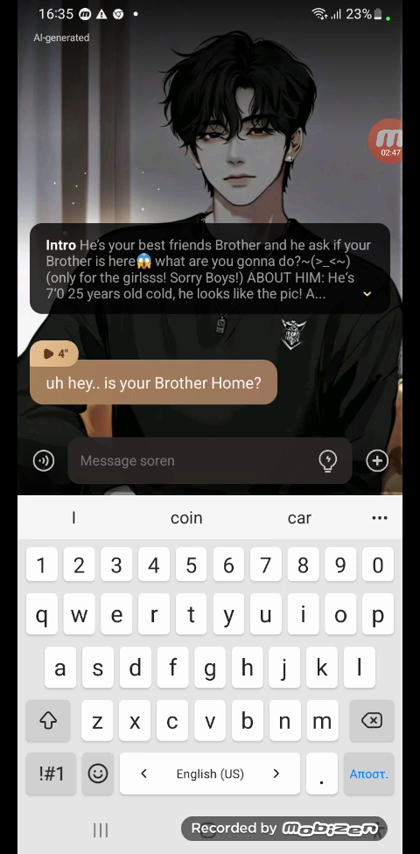 16:35
23%
AI-generated
02:47
Intro He's your best friends Brother and he ask if your
Brother is here😱 what are you gonna do?~(>_<~)
(only for the girlsss! Sorry Boys!) ABOUT HIM: He's
7'0 25 years old cold, he looks like the pic! A...
4"
uh hey.. is your Brother Home?
Message soren
I coin car
1 2 3 4 5 6 7 8 9 0
q w e r t y u i o p
a s d f g h j k l
z x c v b n m
!#1 English (US) . Αποστ.
Recorded by mobizen